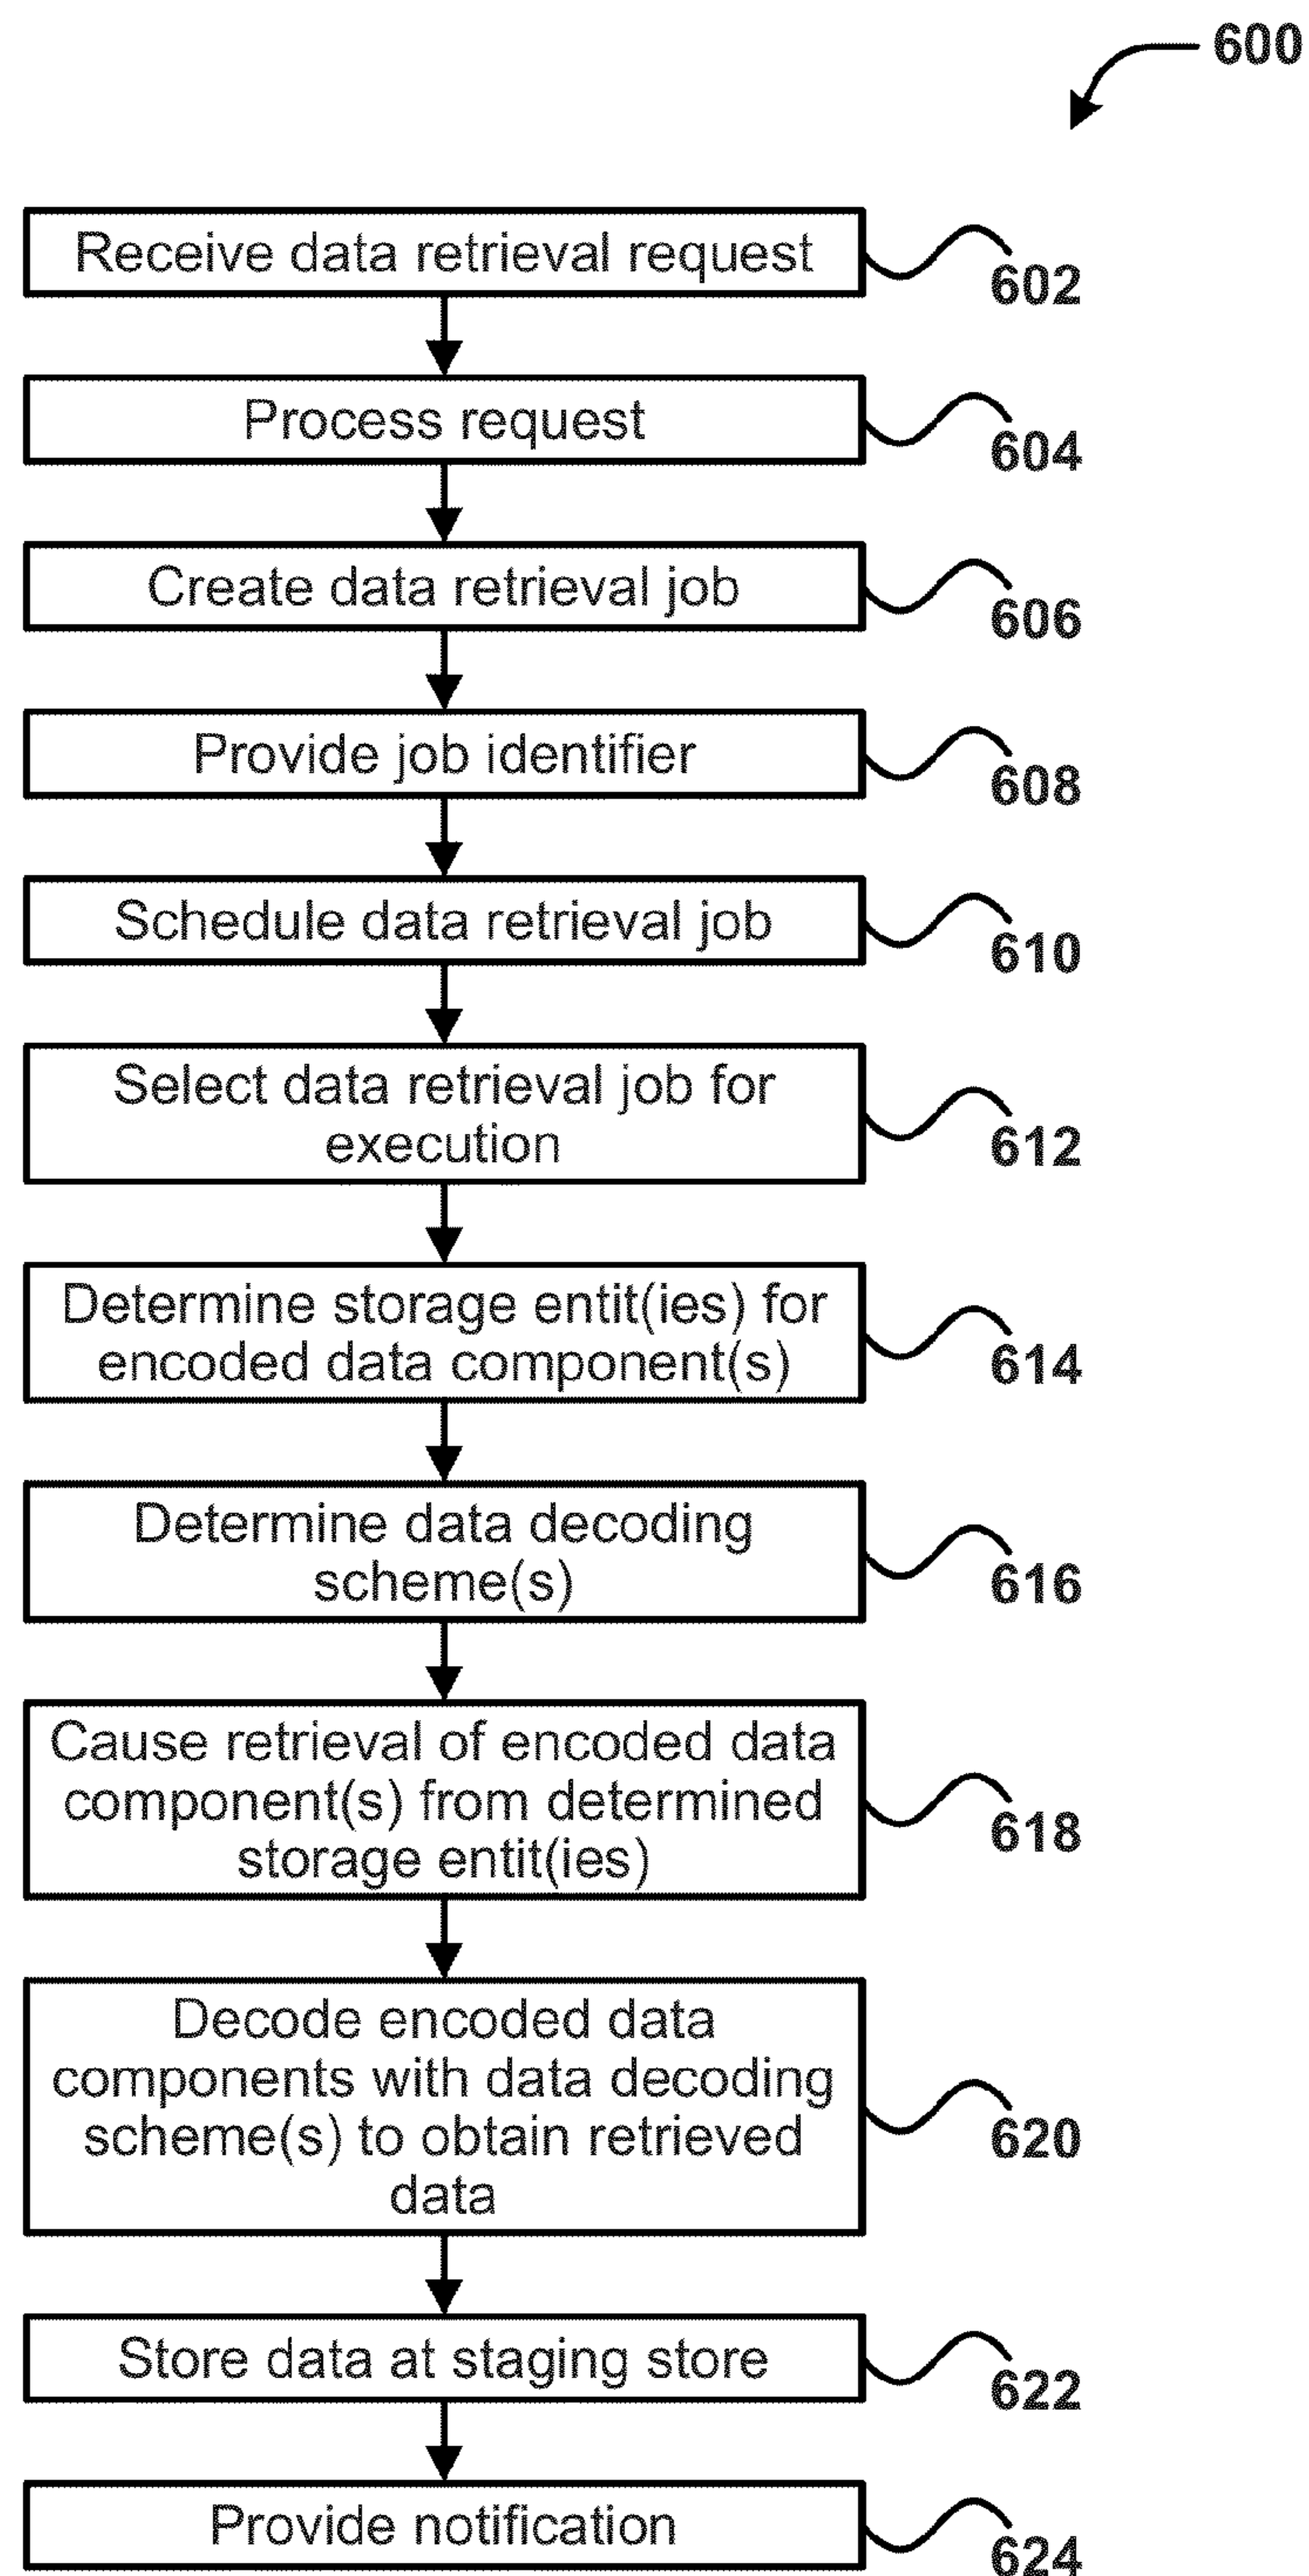 600
Receive data retrieval request
602
Process request
604
Create data retrieval job
606
Provide job identifier
608
Schedule data retrieval job
610
Select data retrieval job for
execution
612
Determine storage entit(ies) for
encoded data component(s)
614
Determine data decoding
scheme(s)
616
Cause retrieval of encoded data
component(s) from determined
storage entit(ies)
618
Decode encoded data
components with data decoding
scheme(s) to obtain retrieved
data
620
Store data at staging store
622
Provide notification
624